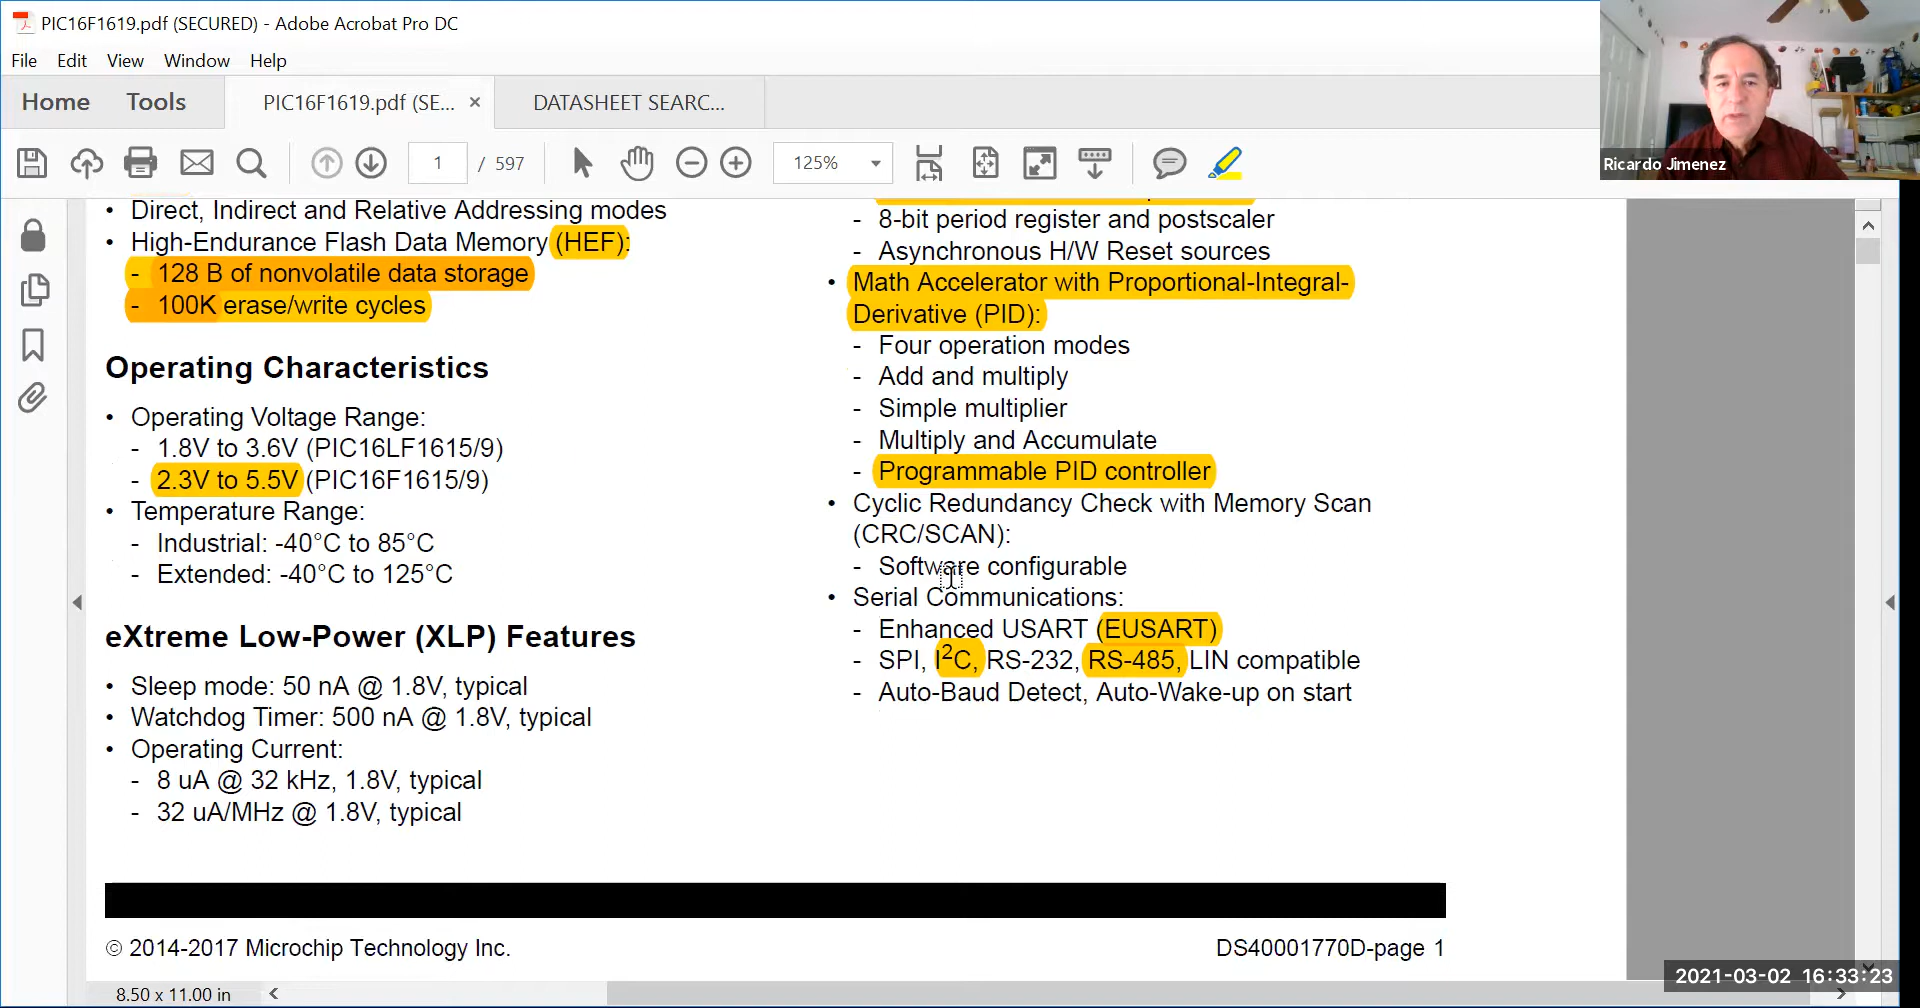 PIC16F1619.pdf (SECURED) - Adobe Acrobat Pro DC
File Edit View Window Help
Home Tools PIC16F1619.pdf (SE... × DATASHEET SEARC...
1 / 597 125%
Ricardo Jimenez
• Direct, Indirect and Relative Addressing modes
• High-Endurance Flash Data Memory (HEF):
- 128 B of nonvolatile data storage
- 100K erase/write cycles
Operating Characteristics
• Operating Voltage Range:
- 1.8V to 3.6V (PIC16LF1615/9)
- 2.3V to 5.5V (PIC16F1615/9)
• Temperature Range:
- Industrial: -40°C to 85°C
- Extended: -40°C to 125°C
eXtreme Low-Power (XLP) Features
• Sleep mode: 50 nA @ 1.8V, typical
• Watchdog Timer: 500 nA @ 1.8V, typical
• Operating Current:
- 8 uA @ 32 kHz, 1.8V, typical
- 32 uA/MHz @ 1.8V, typical
- 8-bit period register and postscaler
- Asynchronous H/W Reset sources
• Math Accelerator with Proportional-Integral-
Derivative (PID):
- Four operation modes
- Add and multiply
- Simple multiplier
- Multiply and Accumulate
- Programmable PID controller
• Cyclic Redundancy Check with Memory Scan
(CRC/SCAN):
- Software configurable
• Serial Communications:
- Enhanced USART (EUSART)
- SPI, I²C, RS-232, RS-485, LIN compatible
- Auto-Baud Detect, Auto-Wake-up on start
© 2014-2017 Microchip Technology Inc. DS40001770D-page 1
2021-03-02 16:33:23
8.50 x 11.00 in